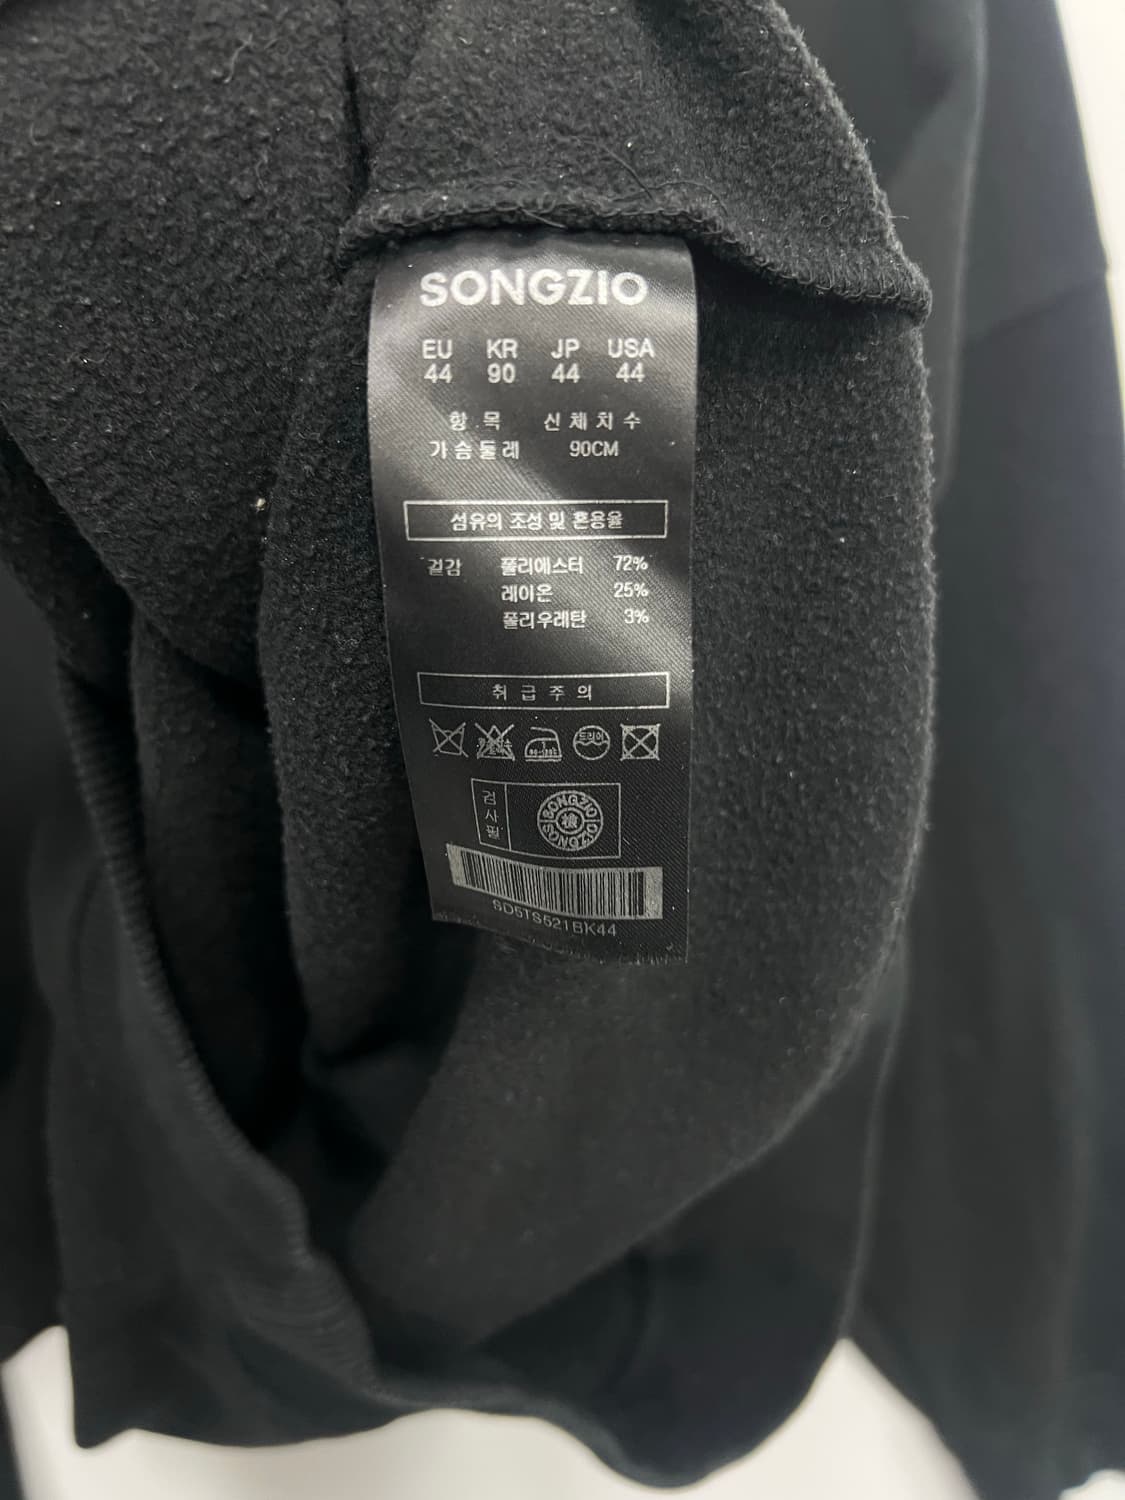 SONGZIO
EU KR JP USA
44 90 44 44
항목 신체치수
가슴둘레 90CM
섬유의 조성 및 혼용율
겉감 폴리에스터 72%
레이온 25%
폴리우레탄 3%
취급주의
드라이
검사필
SONGZIO
SONGZIO
SD5TS521BK44